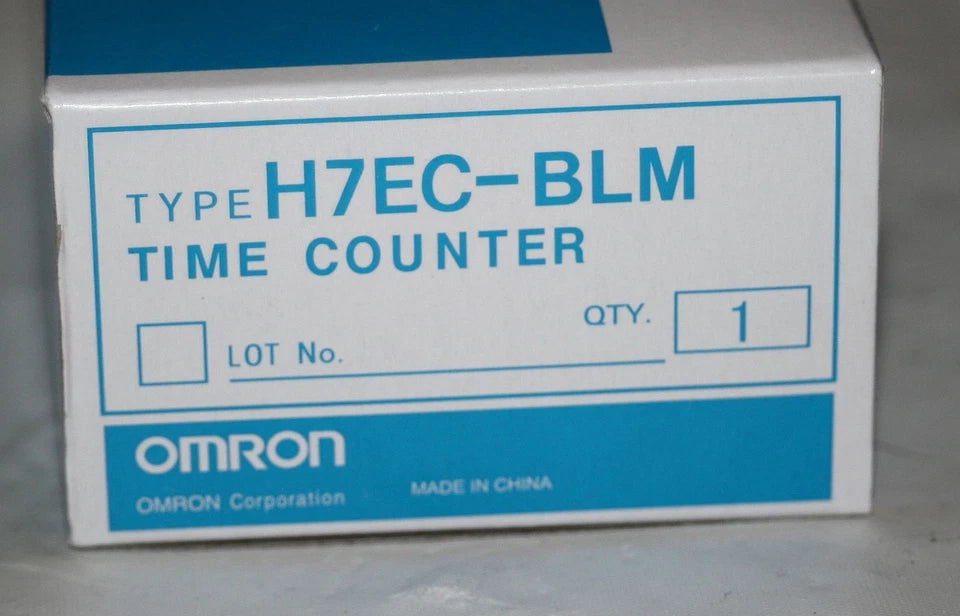 TYPE H7EC-BLM
TIME COUNTER
QTY. 1
LOT No.
OMRON
OMRON Corporation MADE IN CHINA